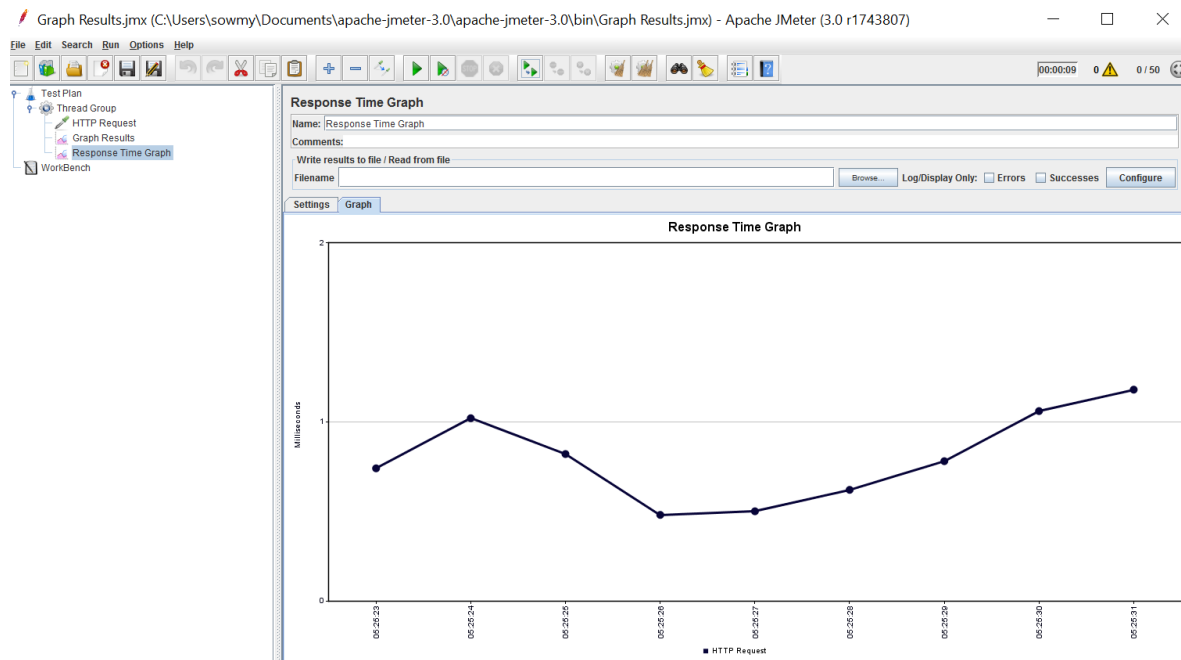 Graph Results.jmx (C:\Users\sowmy\Documents\apache-jmeter-3.0\apache-jmeter-3.0\bin\Graph Results.jmx) - Apache JMeter (3.0 r1743807)
File Edit Search Run Options Help
00:00:09 0 0 / 50
Test Plan
Thread Group
HTTP Request
Graph Results
Response Time Graph
WorkBench
Response Time Graph
Name: Response Time Graph
Comments:
Write results to file / Read from file
Filename Browse... Log/Display Only: Errors Successes Configure
Settings Graph
Response Time Graph
2
1
0
Milliseconds
05:25:23 05:25:24 05:25:25 05:25:26 05:25:27 05:25:28 05:25:29 05:25:30 05:25:31
HTTP Request